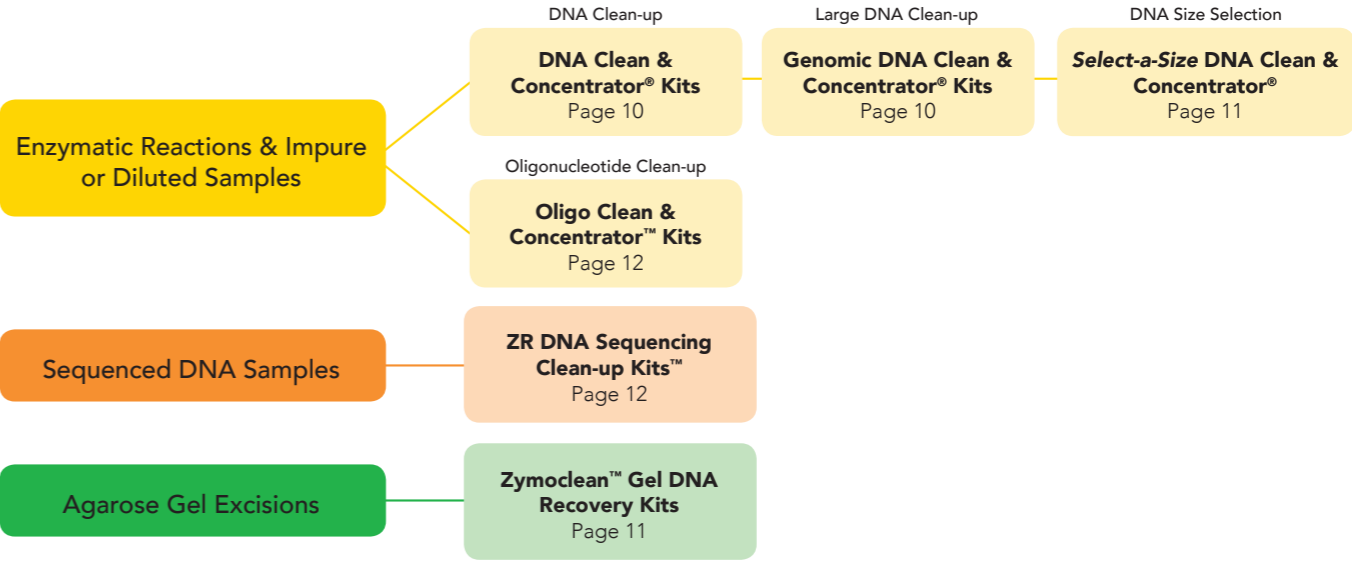 DNA Clean-up
DNA Clean &
Concentrator® Kits
Page 10
Large DNA Clean-up
Genomic DNA Clean &
Concentrator® Kits
Page 10
DNA Size Selection
Select-a-Size DNA Clean &
Concentrator®
Page 11
Enzymatic Reactions & Impure
or Diluted Samples
Oligonucleotide Clean-up
Oligo Clean &
Concentrator™ Kits
Page 12
Sequenced DNA Samples
ZR DNA Sequencing
Clean-up Kits™
Page 12
Agarose Gel Excisions
Zymoclean™ Gel DNA
Recovery Kits
Page 11